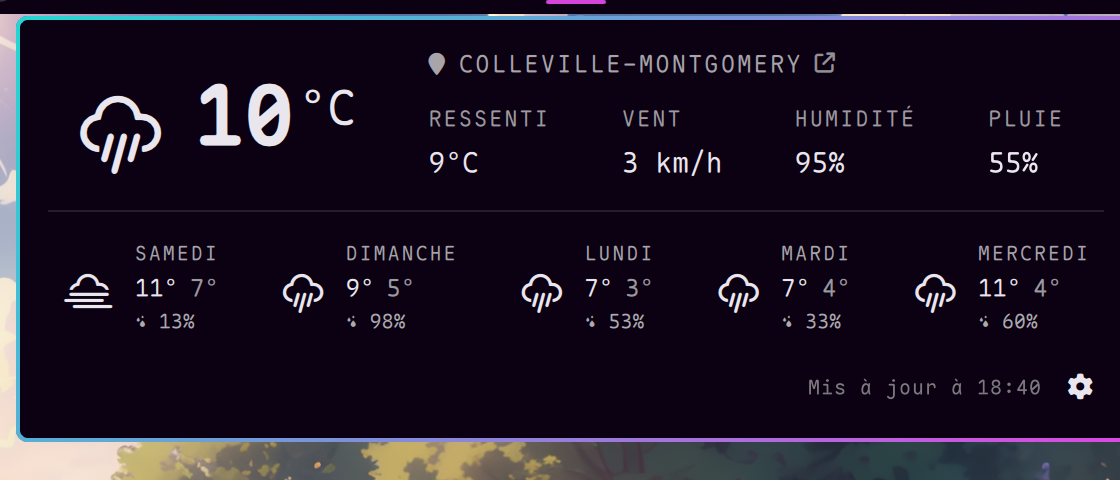 10°C
COLLEVILLE-MONTGOMERY
RESSENTI VENT HUMIDITÉ PLUIE
9°C 3 km/h 95% 55%
SAMEDI DIMANCHE LUNDI MARDI MERCREDI
11° 7° 9° 5° 7° 3° 7° 4° 11° 4°
13% 98% 53% 33% 60%
Mis à jour à 18:40